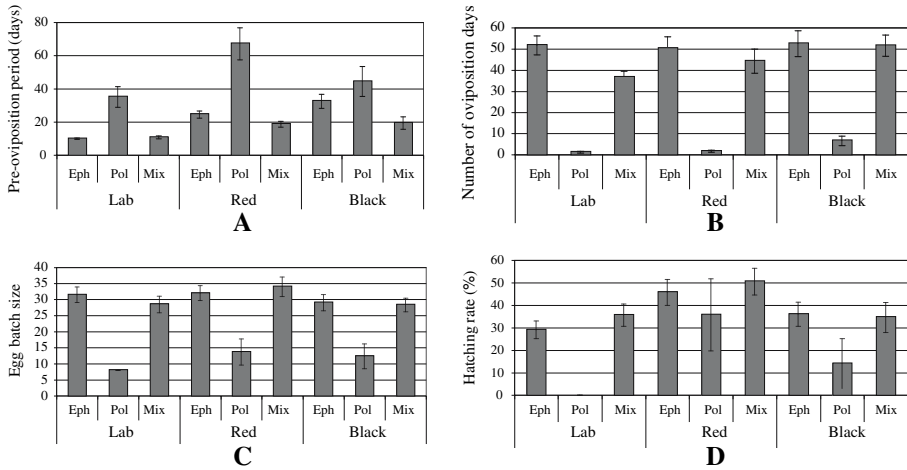 Pre-oviposition period (days)
80
60
40
20
0
Eph Pol Mix Eph Pol Mix Eph Pol Mix
Lab Red Black
A
Number of oviposition days
60
50
40
30
20
10
0
Eph Pol Mix Eph Pol Mix Eph Pol Mix
Lab Red Black
B
Egg batch size
40
35
30
25
20
15
10
5
0
Eph Pol Mix Eph Pol Mix Eph Pol Mix
Lab Red Black
C
Hatching rate (%)
60
50
40
30
20
10
0
Eph Pol Mix Eph Pol Mix Eph Pol Mix
Lab Red Black
D